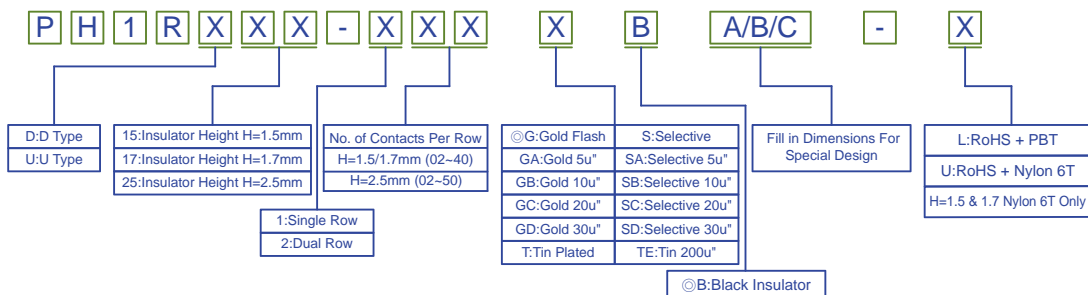 P H 1 R X X X - X X X X B A/B/C - X
D:D Type
U:U Type
15:Insulator Height H=1.5mm
17:Insulator Height H=1.7mm
25:Insulator Height H=2.5mm
1:Single Row
2:Dual Row
No. of Contacts Per Row
H=1.5/1.7mm (02~40)
H=2.5mm (02~50)
◎G:Gold Flash S:Selective
GA:Gold 5u" SA:Selective 5u"
GB:Gold 10u" SB:Selective 10u"
GC:Gold 20u" SC:Selective 20u"
GD:Gold 30u" SD:Selective 30u"
T:Tin Plated TE:Tin 200u"
◎B:Black Insulator
Fill in Dimensions For
Special Design
L:RoHS + PBT
U:RoHS + Nylon 6T
H=1.5 & 1.7 Nylon 6T Only